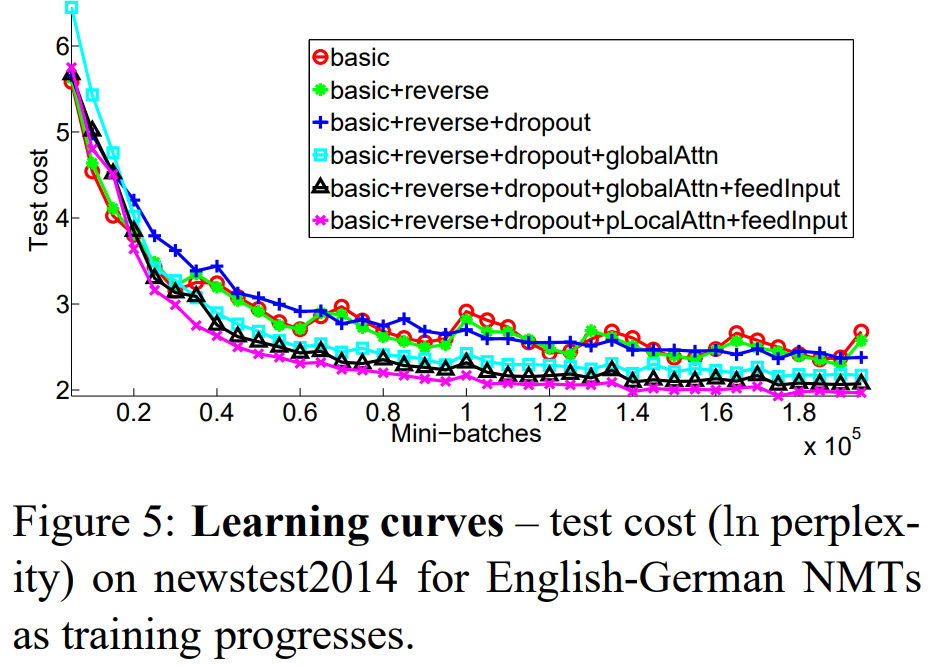 6
5
4
3
2
Test cost
basic
basic+reverse
basic+reverse+dropout
basic+reverse+dropout+globalAttn
basic+reverse+dropout+globalAttn+feedInput
basic+reverse+dropout+pLocalAttn+feedInput
0.2 0.4 0.6 0.8 1 1.2 1.4 1.6 1.8
Mini−batches
x 10⁵
Figure 5: Learning curves – test cost (ln perplex-
ity) on newstest2014 for English-German NMTs
as training progresses.